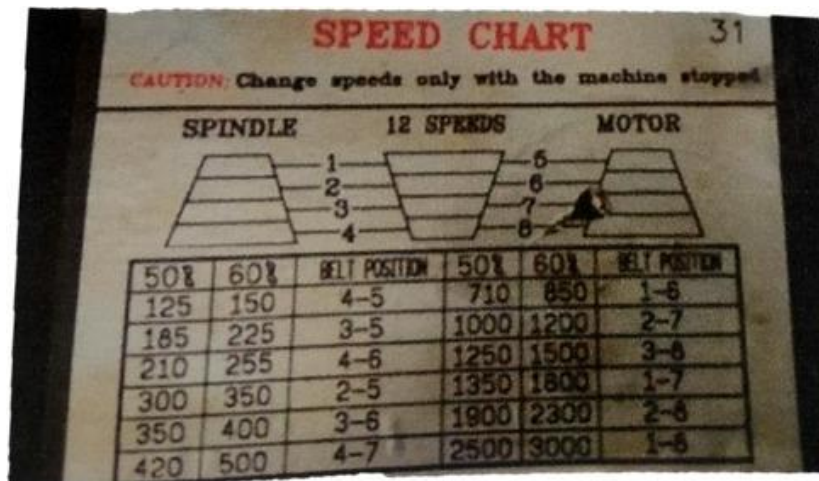 SPEED CHART 31
CAUTION: Change speeds only with the machine stopped
SPINDLE 12 SPEEDS MOTOR
1 5
2 6
3 7
4 8
50% 60% BELT POSITION 50% 60% BELT POSITION
125 150 4-5 710 850 1-6
185 225 3-5 1000 1200 2-7
210 255 4-6 1250 1500 3-8
300 350 2-5 1350 1600 1-7
350 400 3-6 1900 2300 2-8
420 500 4-7 2500 3000 1-8